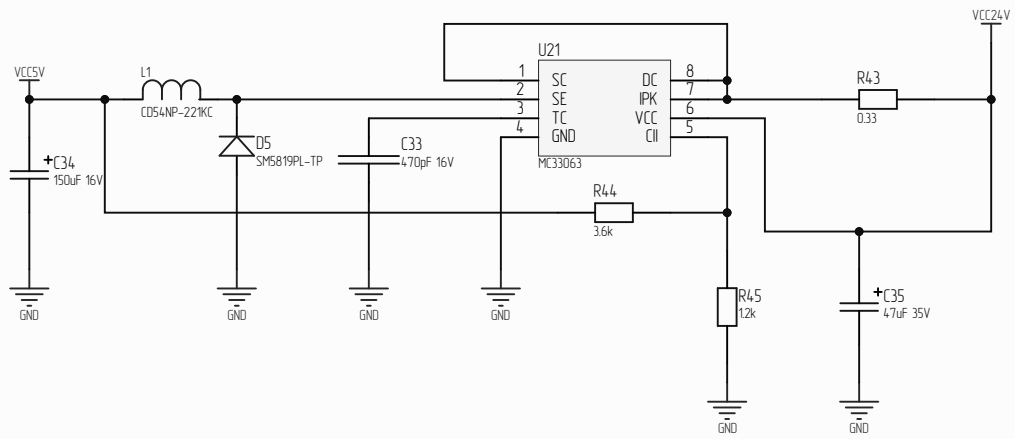 VCC24V
VCC5V
L1
CD54NP-221KC
U21
1 SC DC 8
2 SE IPK 7
3 TC VCC 6
4 GND CII 5
MC33063
R43
0.33
D5
SM5819PL-TP
C33
470pF 16V
+C34
150uF 16V
R44
3.6k
R45
1.2k
+C35
47uF 35V
GND
GND
GND
GND
GND
GND